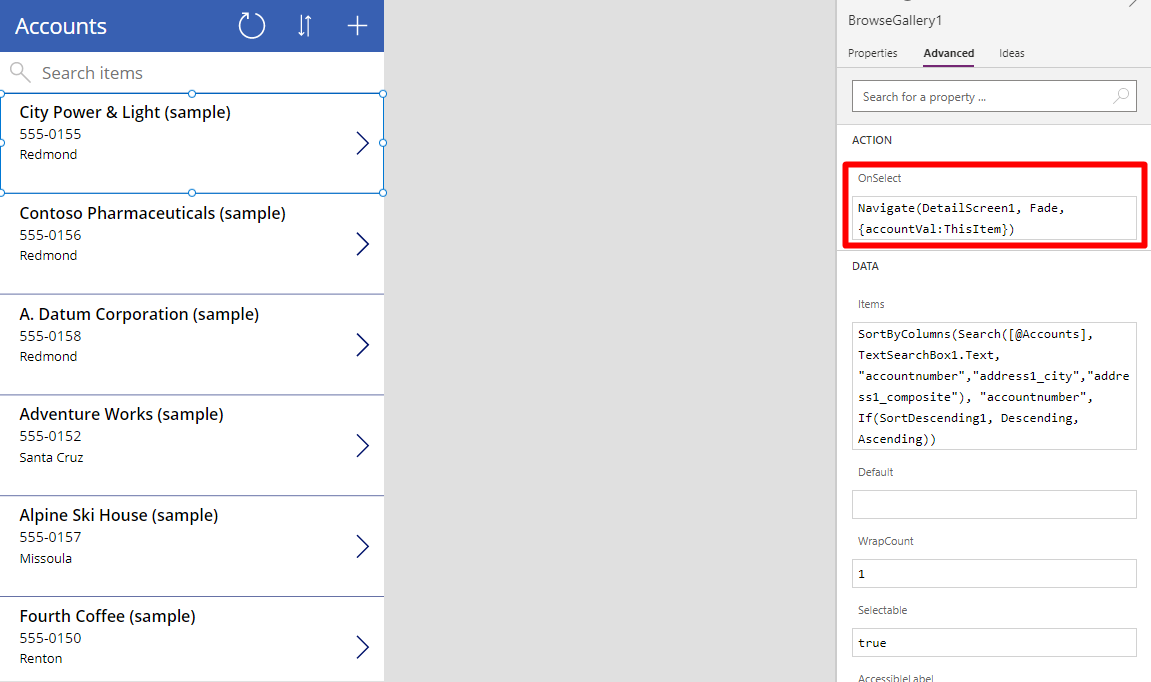 Accounts
Search items
City Power & Light (sample)
555-0155
Redmond
Contoso Pharmaceuticals (sample)
555-0156
Redmond
A. Datum Corporation (sample)
555-0158
Redmond
Adventure Works (sample)
555-0152
Santa Cruz
Alpine Ski House (sample)
555-0157
Missoula
Fourth Coffee (sample)
555-0150
Renton
BrowseGallery1
Properties Advanced Ideas
Search for a property ...
ACTION
OnSelect
Navigate(DetailScreen1, Fade,
{accountVal:ThisItem})
DATA
Items
SortByColumns(Search([@Accounts],
TextSearchBox1.Text,
"accountnumber","address1_city","addre
ss1_composite"), "accountnumber",
If(SortDescending1, Descending,
Ascending))
Default
WrapCount
1
Selectable
true
AccessibleLabel